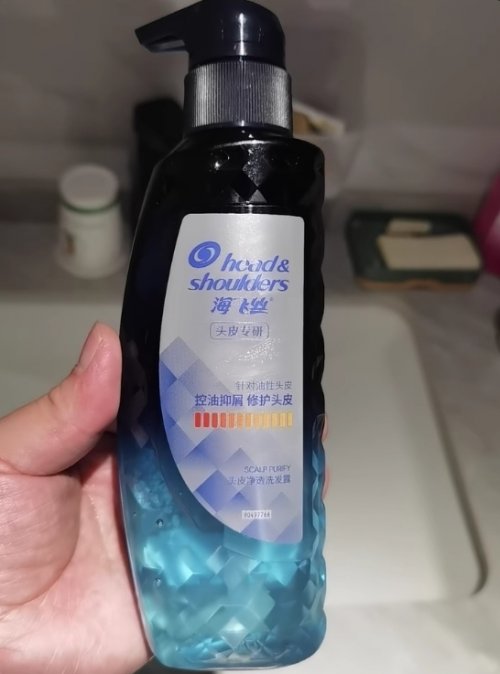 head &
shoulders
海飞丝®
头皮专研
针对油性头皮
控油抑屑 修护头皮
SCALP PURIFY
头皮净透洗发露